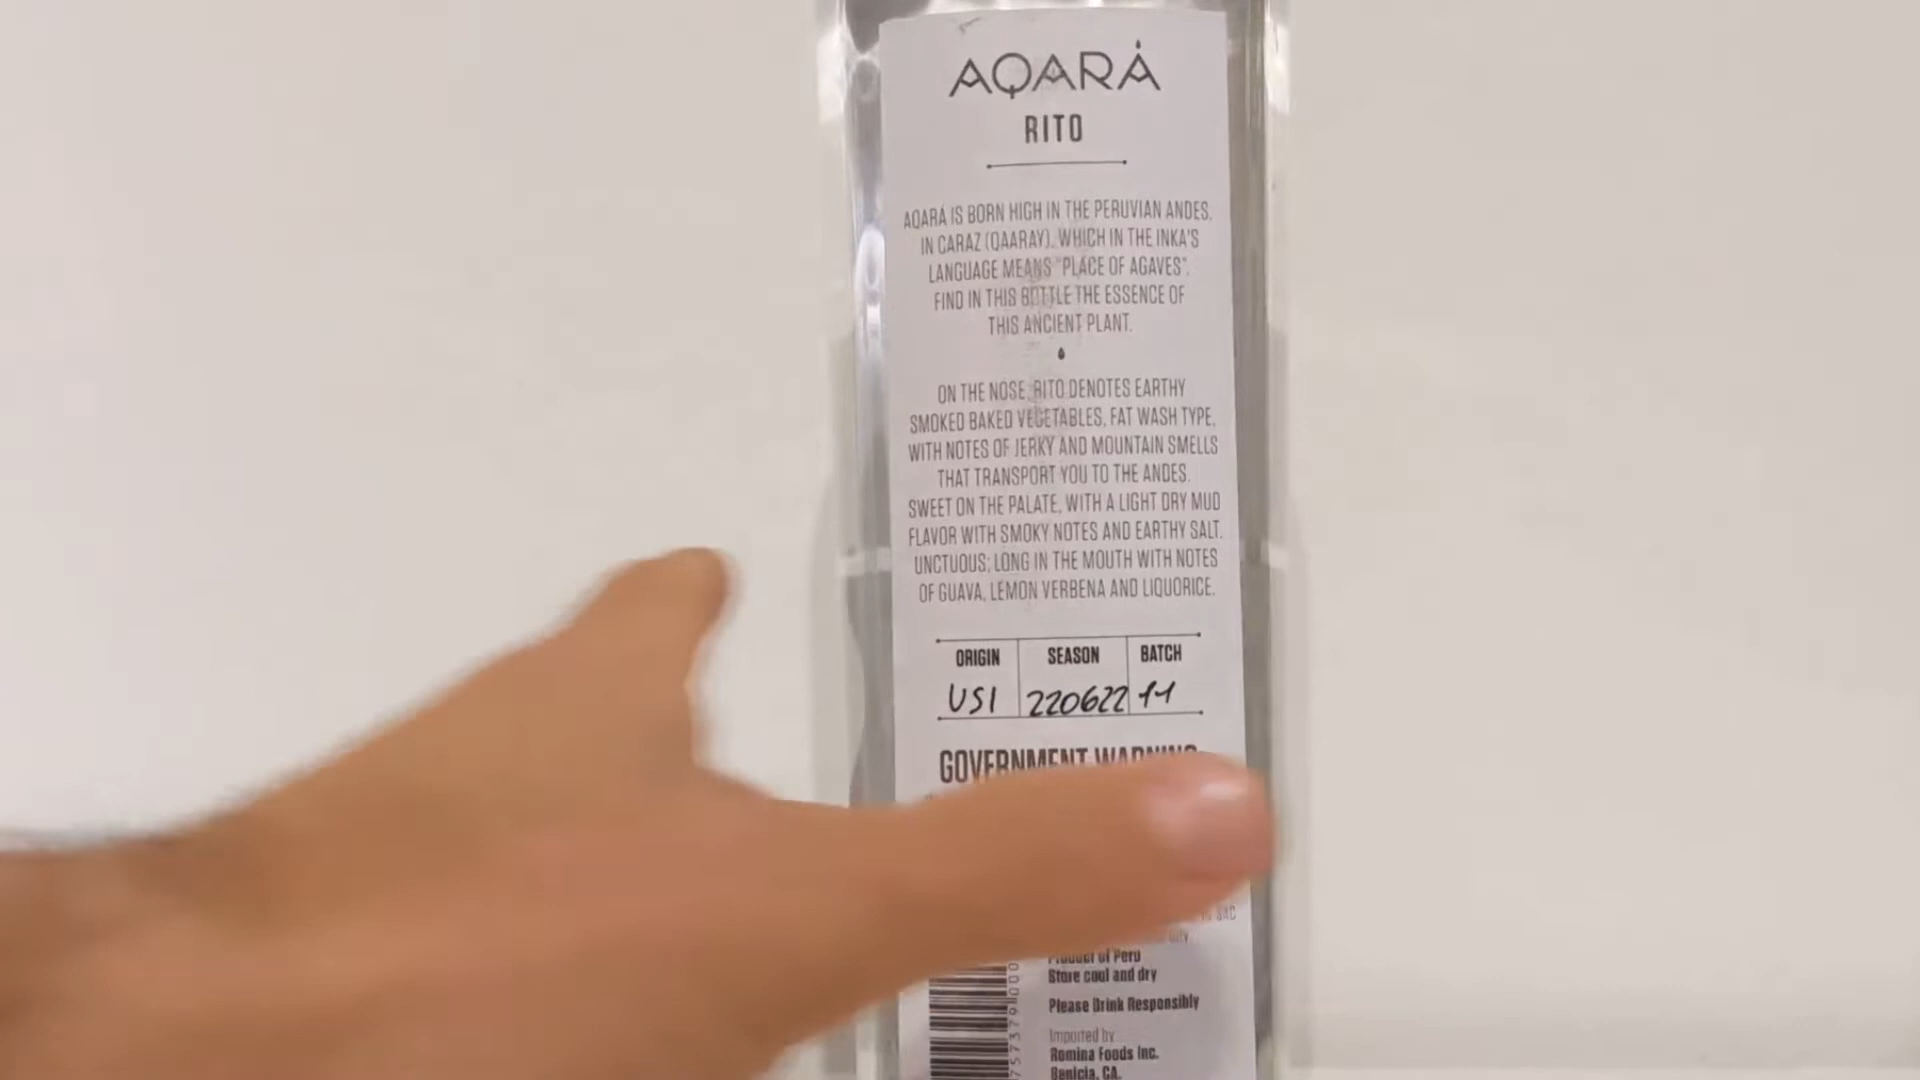 AQARÁ
RITO
AQARÁ IS BORN HIGH IN THE PERUVIAN ANDES,
IN CARAZ (QAARAY), WHICH IN THE INKA'S
LANGUAGE MEANS "PLACE OF AGAVES".
FIND IN THIS BOTTLE THE ESSENCE OF
THIS ANCIENT PLANT.
ON THE NOSE, RITO DENOTES EARTHY
SMOKED BAKED VEGETABLES, FAT WASH TYPE,
WITH NOTES OF JERKY AND MOUNTAIN SMELLS
THAT TRANSPORT YOU TO THE ANDES.
SWEET ON THE PALATE, WITH A LIGHT DRY MUD
FLAVOR WITH SMOKY NOTES AND EARTHY SALT.
UNCTUOUS; LONG IN THE MOUTH WITH NOTES
OF GUAVA, LEMON VERBENA AND LIQUORICE.
ORIGIN SEASON BATCH
USI 220622 11
GOVERNMENT WARNING
SAC
Product of Peru
Store cool and dry
Please Drink Responsibly
Imported by:
Romina Foods Inc.
Benicia, CA.